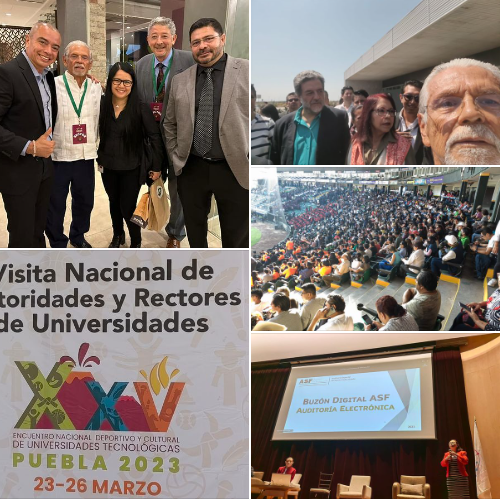 Visita Nacional de
toridades y Rectores
de Universidades
XXV
ENCUENTRO NACIONAL DEPORTIVO Y CULTURAL
DE UNIVERSIDADES TECNOLÓGICAS
PUEBLA 2023
23-26 MARZO
ASF
BUZÓN DIGITAL ASF
AUDITORÍA ELECTRÓNICA